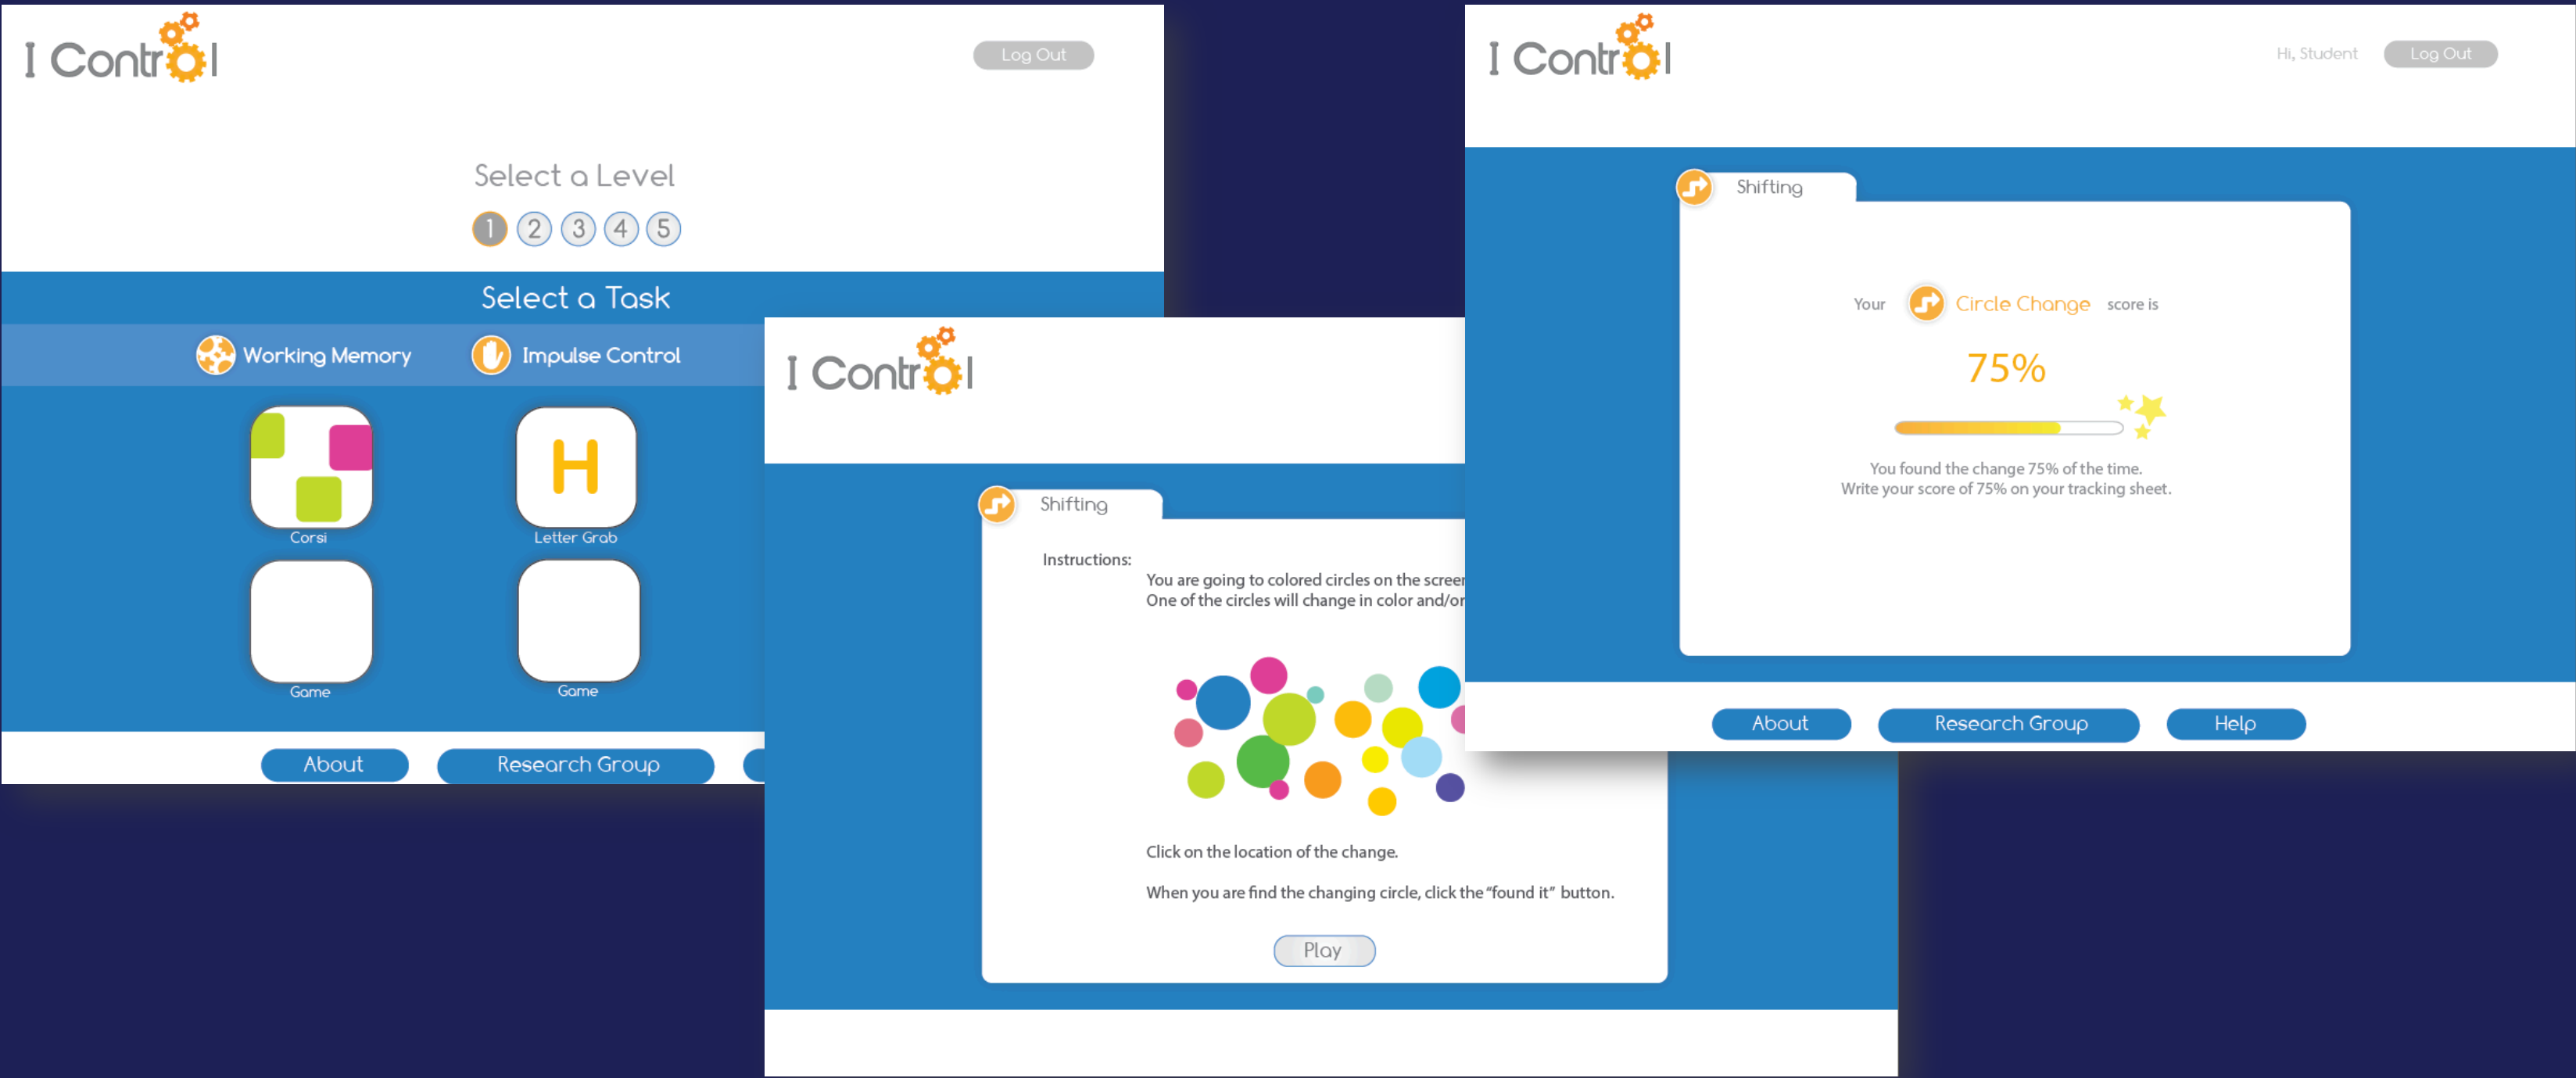 I Control
Log Out
Select a Level
1 2 3 4 5
Select a Task
Working Memory
Impulse Control
H
Corsi
Letter Grab
Game
Game
About
Research Group
I Control
Shifting
Instructions:
You are going to colored circles on the screen
One of the circles will change in color and/or
Click on the location of the change.
When you are find the changing circle, click the “found it” button.
Play
I Control
Hi, Student
Log Out
Shifting
Your Circle Change score is
75%
You found the change 75% of the time.
Write your score of 75% on your tracking sheet.
About
Research Group
Help